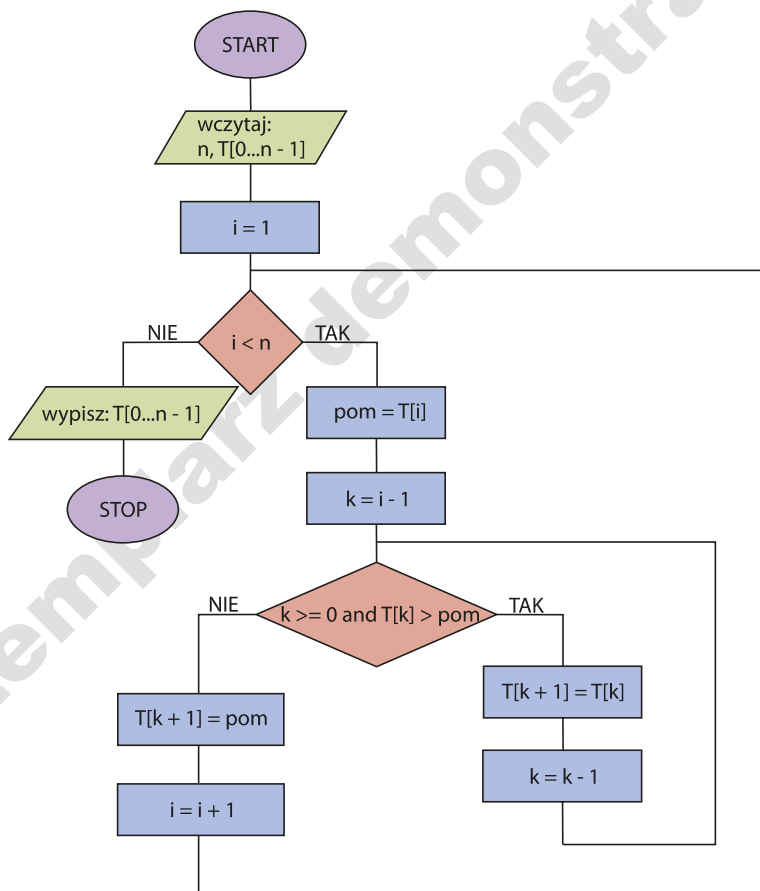 START
wczytaj:
n, T[0...n - 1]
i = 1
NIE
i < n
TAK
wypisz: T[0...n - 1]
pom = T[i]
STOP
k = i - 1
NIE
k >= 0 and T[k] > pom
TAK
T[k + 1] = pom
T[k + 1] = T[k]
i = i + 1
k = k - 1